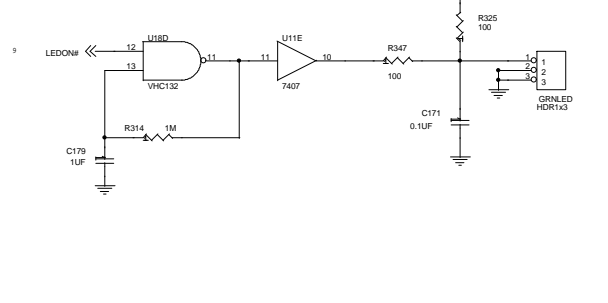 R325
100
U18D
U11E
R347
9
LEDON#
12
11
11
10
1
1
13
2
2
3
3
VHC132
7407
100
GRNLED
HDR1x3
C171
0.1UF
R314 1M
C179
1UF